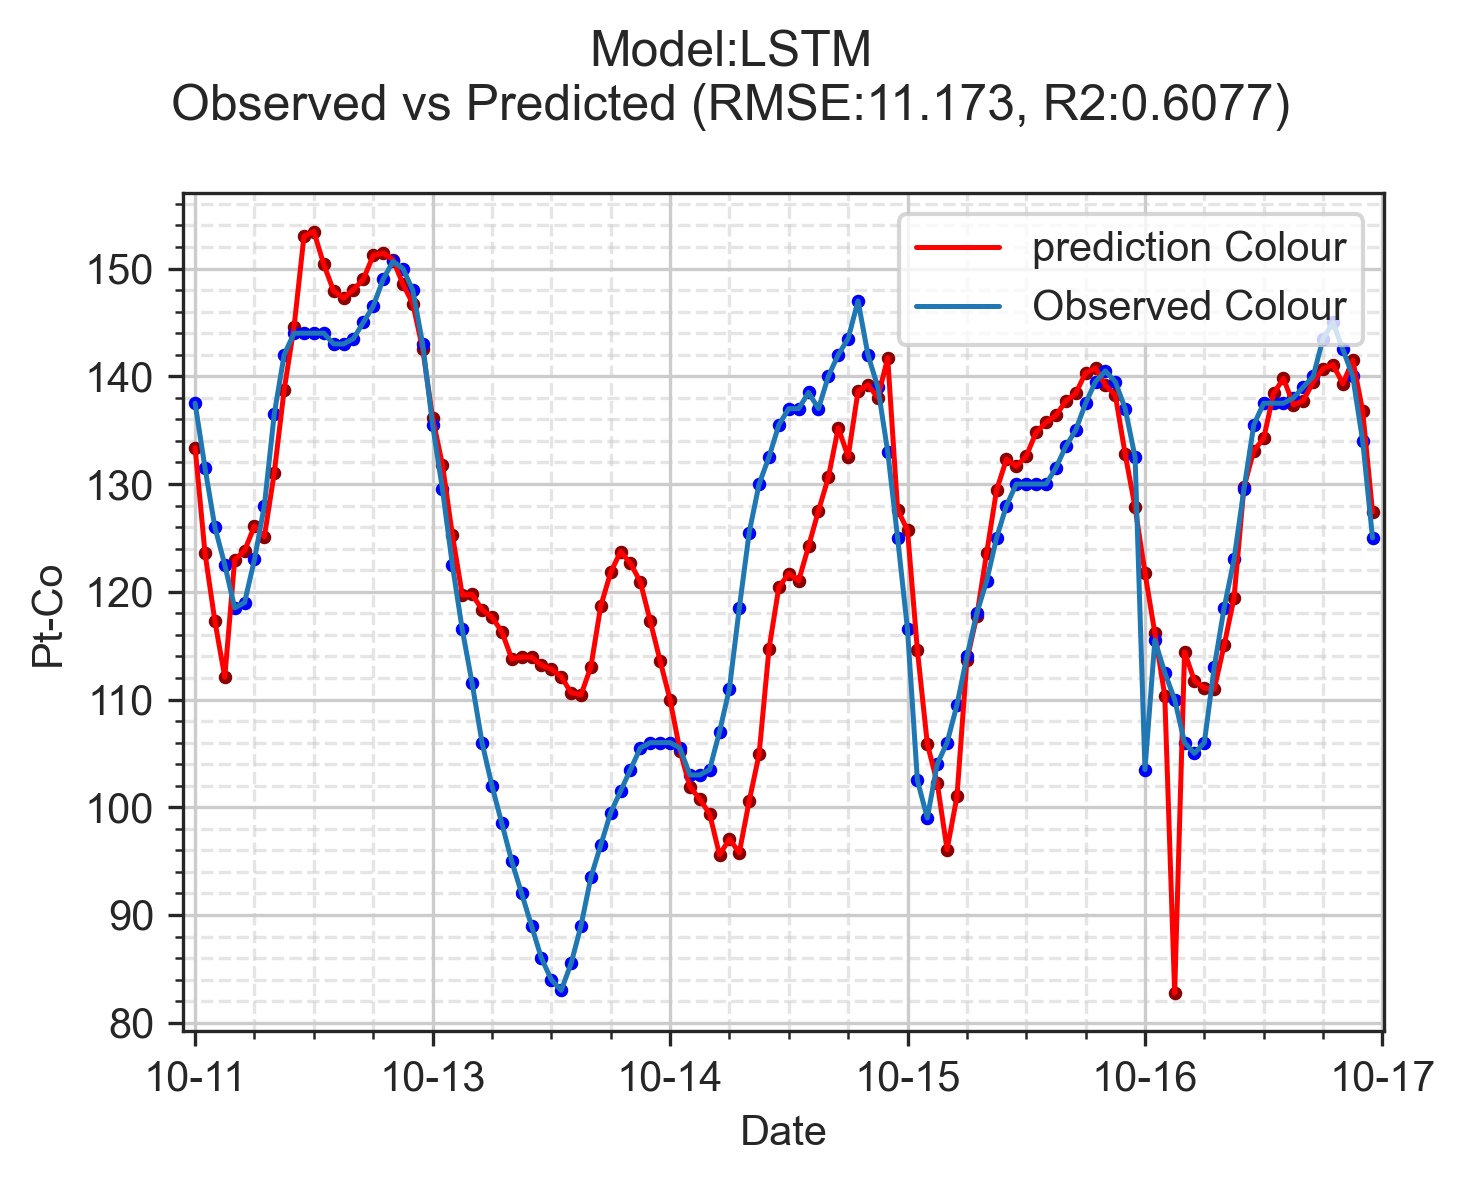 Model:LSTM
Observed vs Predicted (RMSE:11.173, R2:0.6077)
prediction Colour
Observed Colour
150
140
130
120
110
100
90
80
Pt-Co
10-11 10-13 10-14 10-15 10-16 10-17
Date